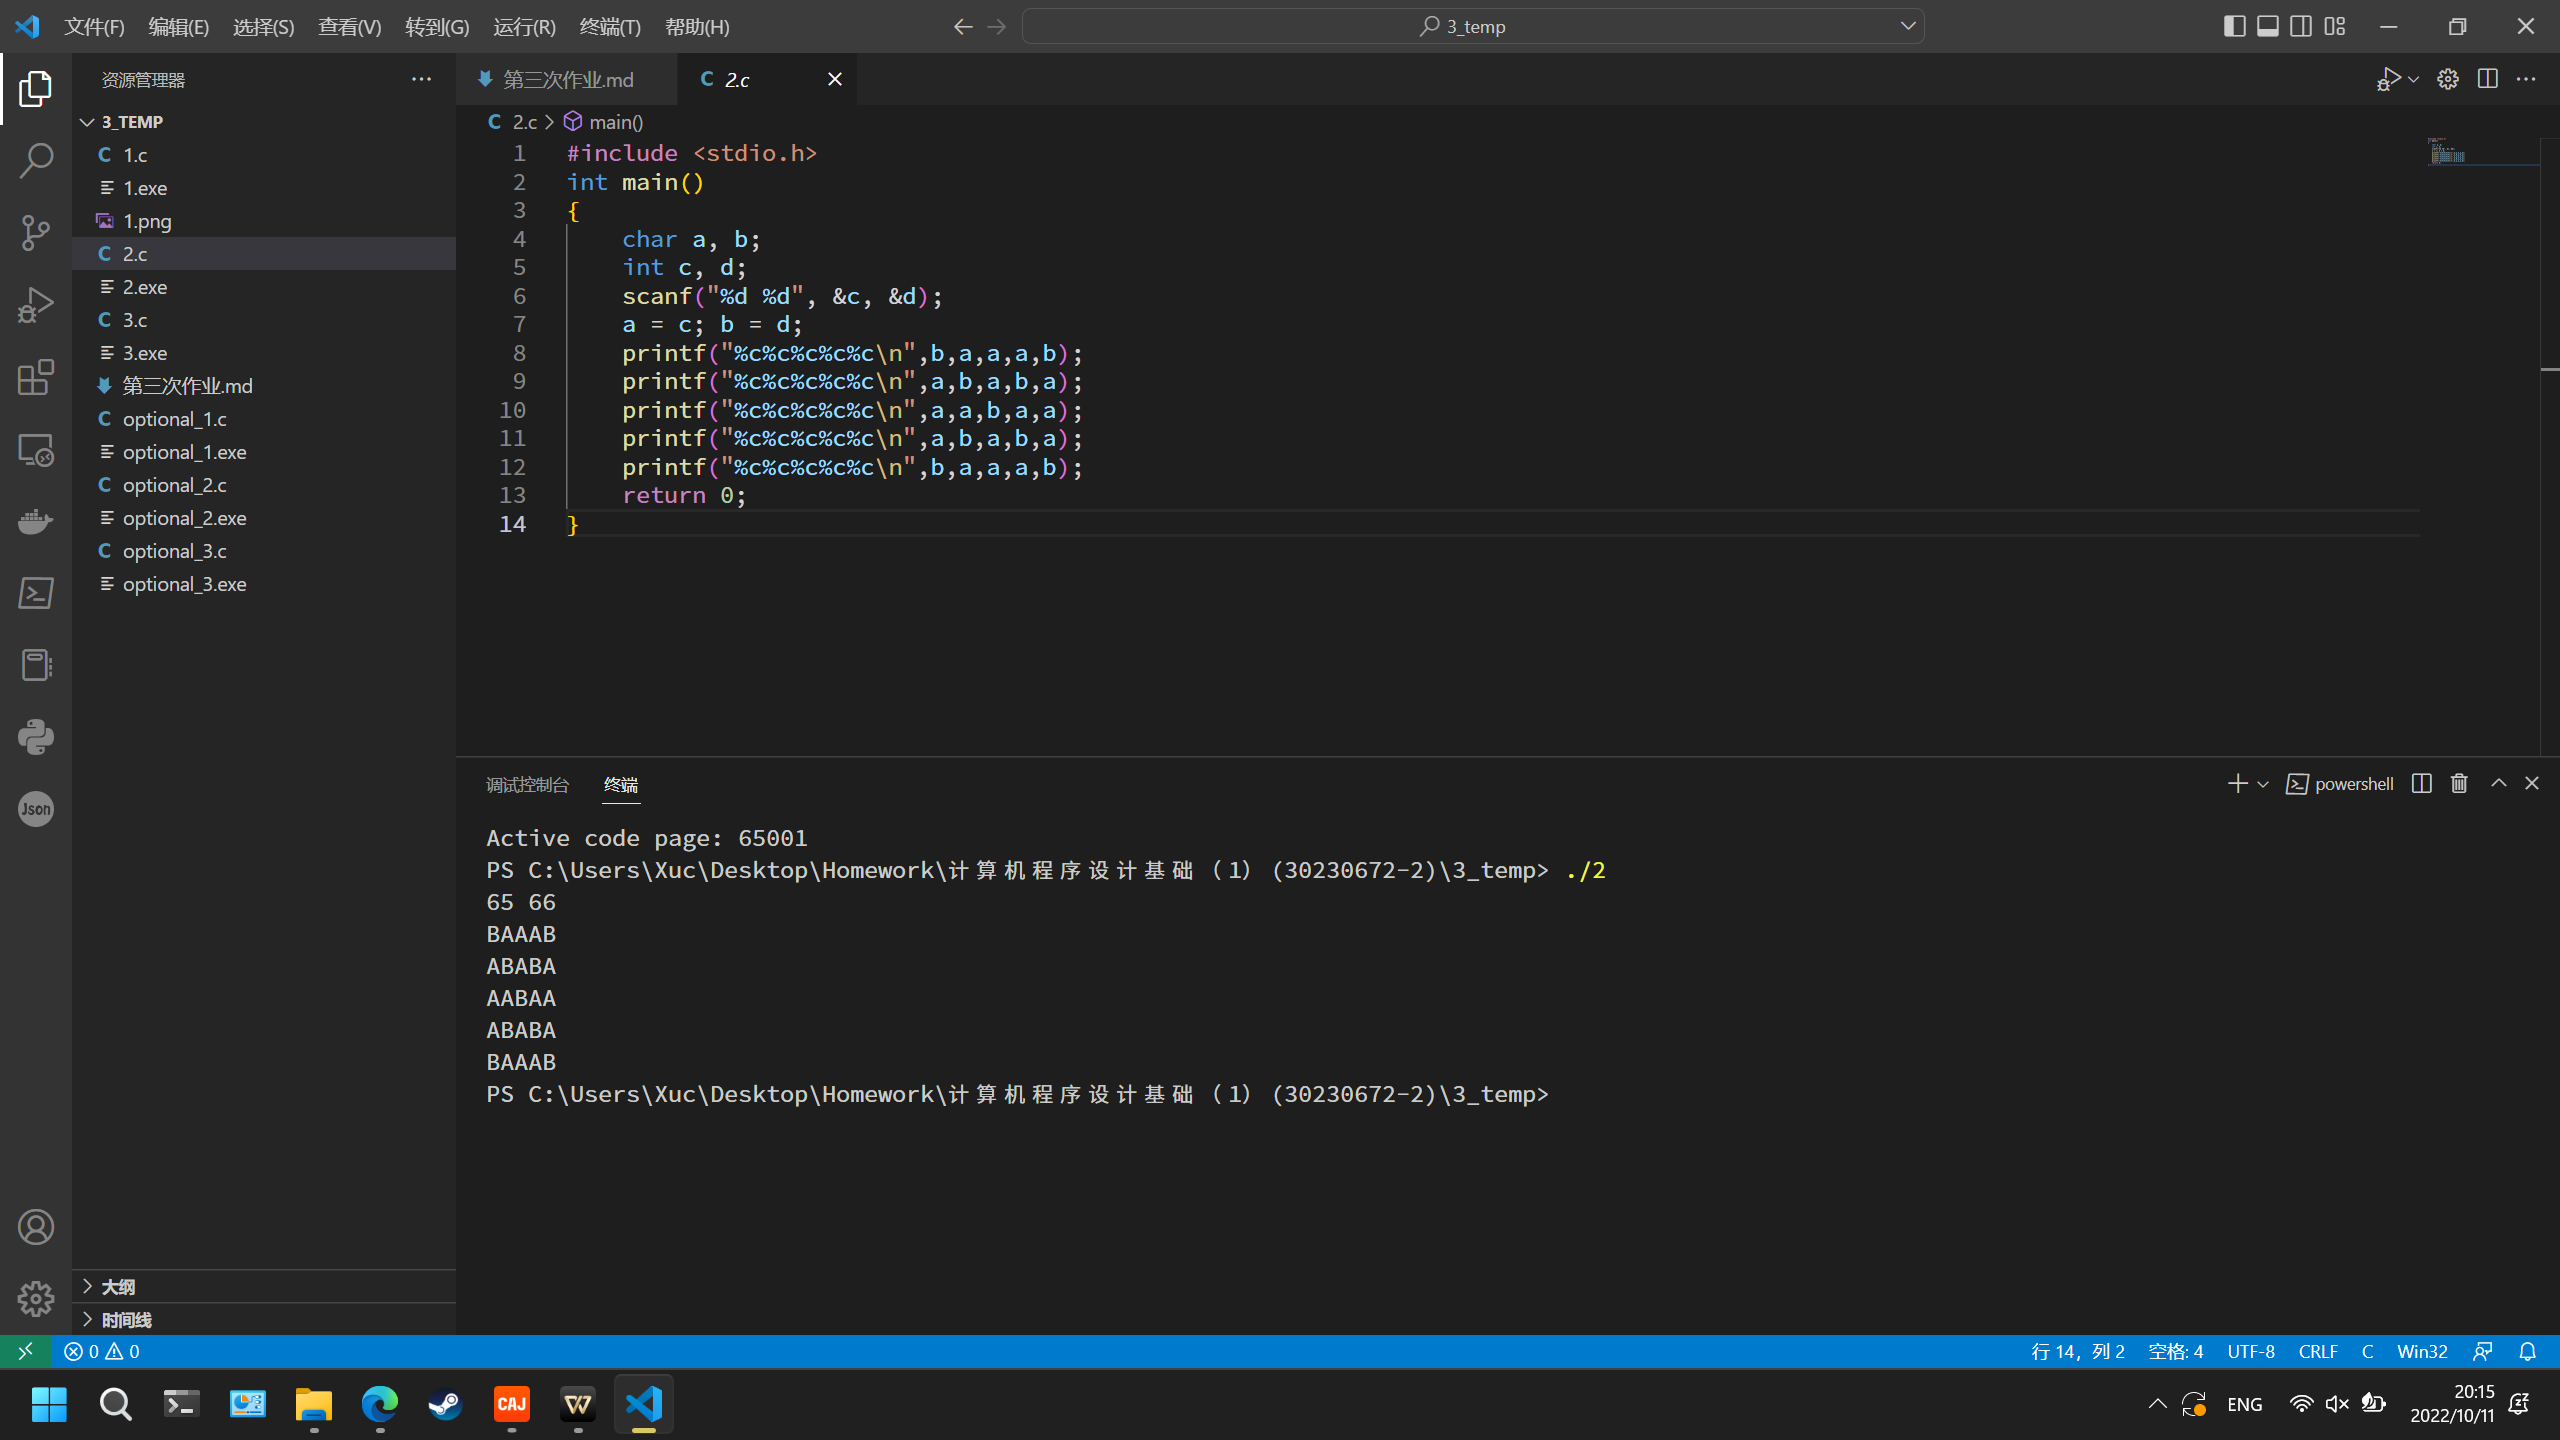 文件(F) 编辑(E) 选择(S) 查看(V) 转到(G) 运行(R) 终端(T) 帮助(H) 3_temp
资源管理器
3_TEMP
C 1.c
1.exe
1.png
C 2.c
2.exe
C 3.c
3.exe
第三次作业.md
C optional_1.c
optional_1.exe
C optional_2.c
optional_2.exe
C optional_3.c
optional_3.exe
Json
大纲
时间线
第三次作业.md C 2.c
C 2.c > main()
1 #include <stdio.h>
2 int main()
3 {
4 char a, b;
5 int c, d;
6 scanf("%d %d", &c, &d);
7 a = c; b = d;
8 printf("%c%c%c%c%c\n",b,a,a,a,b);
9 printf("%c%c%c%c%c\n",a,b,a,b,a);
10 printf("%c%c%c%c%c\n",a,a,b,a,a);
11 printf("%c%c%c%c%c\n",a,b,a,b,a);
12 printf("%c%c%c%c%c\n",b,a,a,a,b);
13 return 0;
14 }
调试控制台 终端 powershell
Active code page: 65001
PS C:\Users\Xuc\Desktop\Homework\计算机程序设计基础（1）(30230672-2)\3_temp> ./2
65 66
BAAAB
ABABA
AABAA
ABABA
BAAAB
PS C:\Users\Xuc\Desktop\Homework\计算机程序设计基础（1）(30230672-2)\3_temp>
0 0 行 14，列 2 空格: 4 UTF-8 CRLF C Win32
CAJ W ENG 20:15
2022/10/11